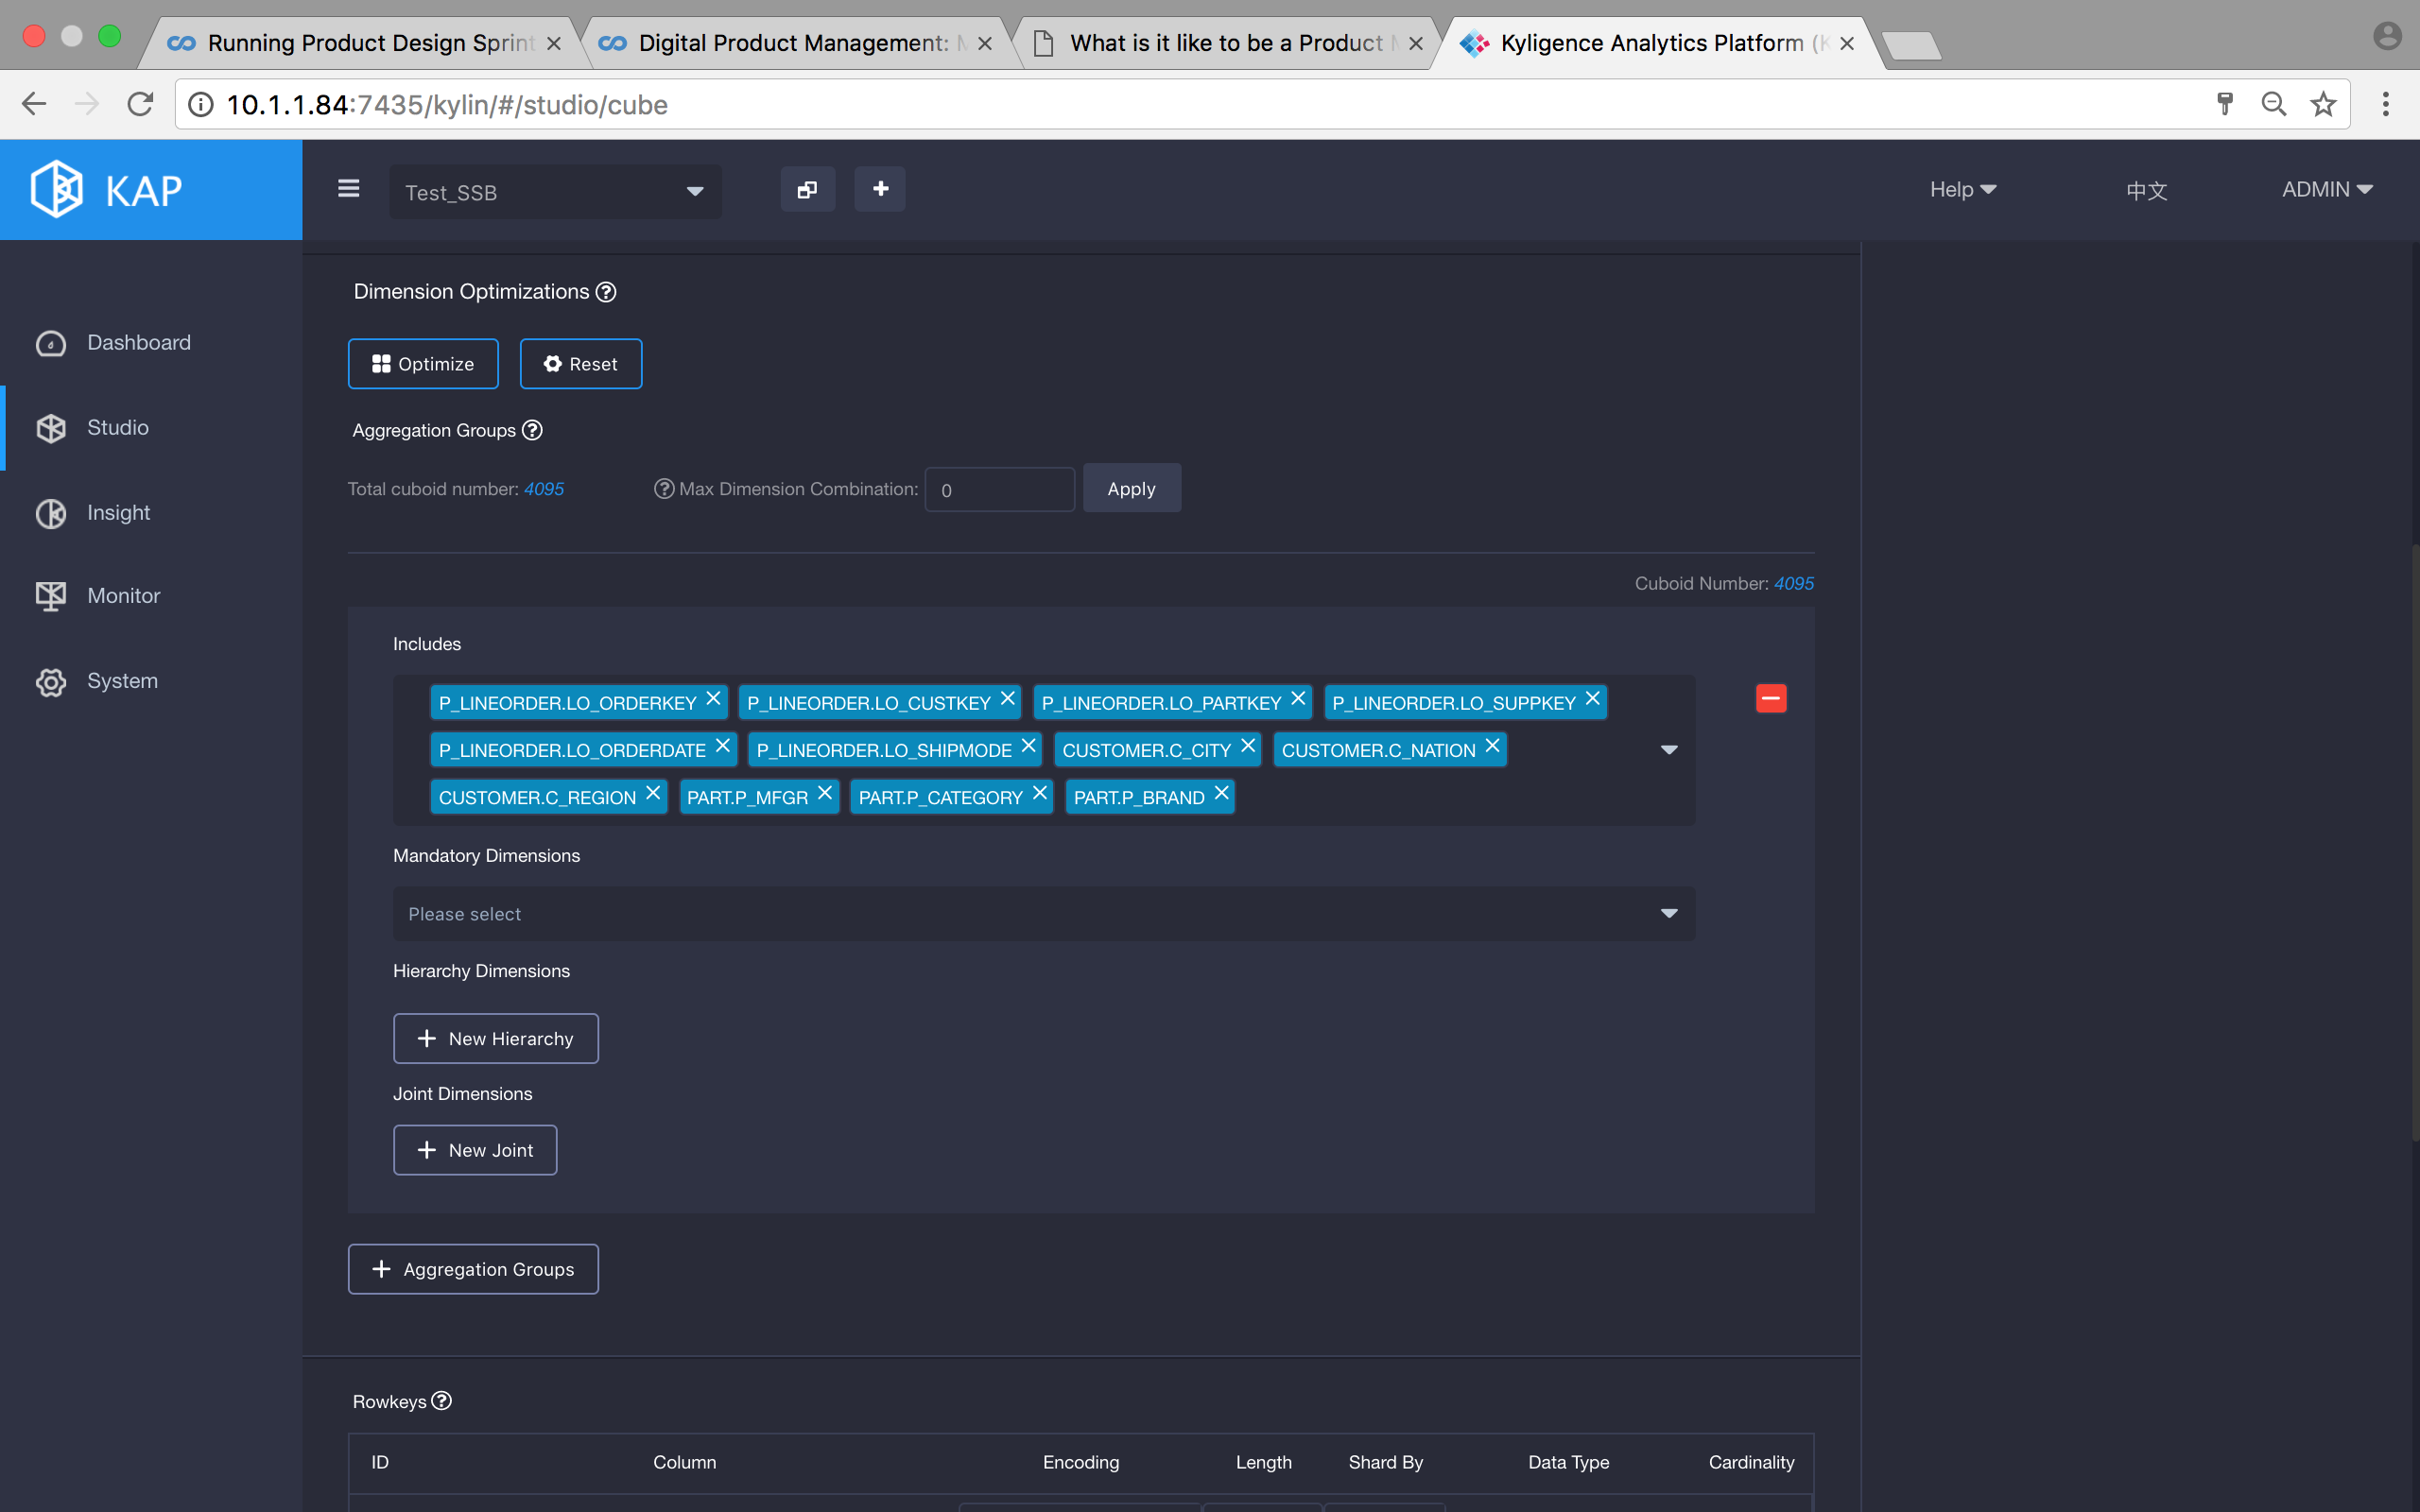 Running Product Design Sprint
Digital Product Management:
What is it like to be a Product
Kyligence Analytics Platform (K
10.1.1.84:7435/kylin/#/studio/cube
KAP
Test_SSB
Help
中文
ADMIN
Dashboard
Studio
Insight
Monitor
System
Dimension Optimizations
Optimize Reset
Aggregation Groups
Total cuboid number: 4095 Max Dimension Combination: 0 Apply
Cuboid Number: 4095
Includes
P_LINEORDER.LO_ORDERKEY P_LINEORDER.LO_CUSTKEY P_LINEORDER.LO_PARTKEY P_LINEORDER.LO_SUPPKEY
P_LINEORDER.LO_ORDERDATE P_LINEORDER.LO_SHIPMODE CUSTOMER.C_CITY CUSTOMER.C_NATION
CUSTOMER.C_REGION PART.P_MFGR PART.P_CATEGORY PART.P_BRAND
Mandatory Dimensions
Please select
Hierarchy Dimensions
+ New Hierarchy
Joint Dimensions
+ New Joint
+ Aggregation Groups
Rowkeys
ID Column Encoding Length Shard By Data Type Cardinality